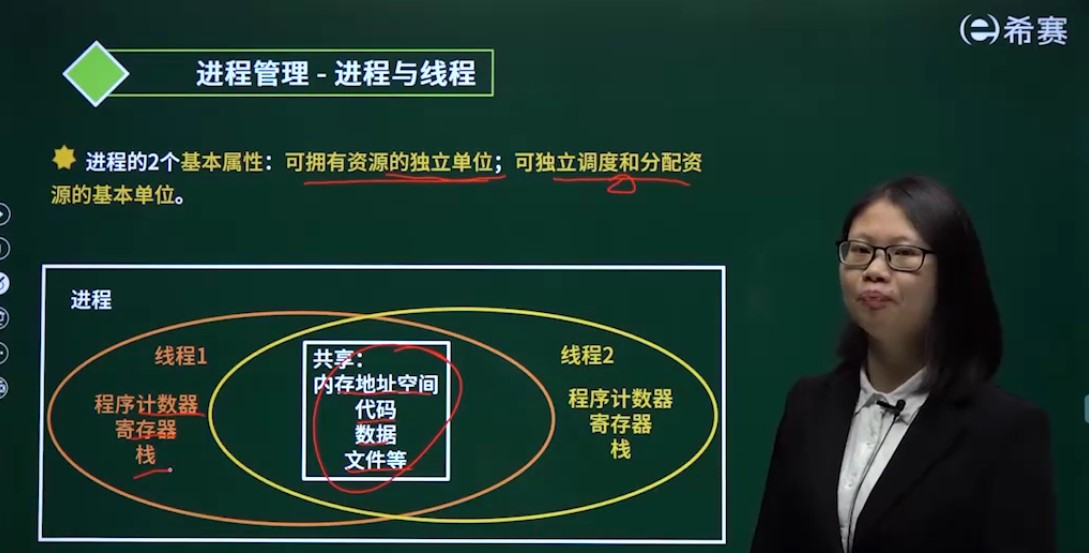 希赛
进程管理 - 进程与线程
进程的2个基本属性：可拥有资源的独立单位；可独立调度和分配资
源的基本单位。
进程
线程1
程序计数器
寄存器
栈
共享：
内存地址空间
代码
数据
文件等
线程2
程序计数器
寄存器
栈